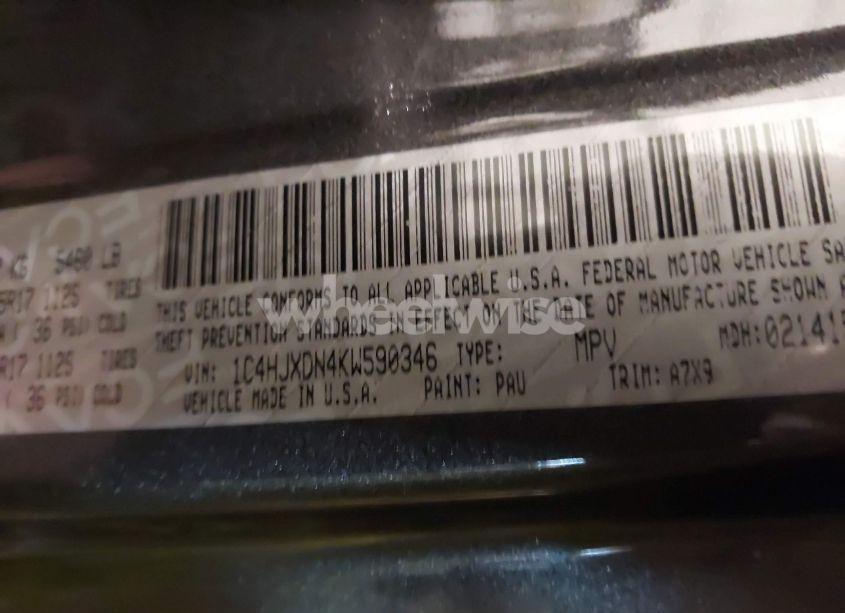 KG 5400 LB
5R17 112S TIRES
( 36 PSI) COLD
R17 112S TIRES
( 36 PSI) COLD
THIS VEHICLE CONFORMS TO ALL APPLICABLE U.S.A. FEDERAL MOTOR VEHICLE SA
THEFT PREVENTION STANDARDS IN EFFECT ON THE DATE OF MANUFACTURE SHOWN A
VIN: 1C4HJXDN4KW590346 TYPE: MPV MDH:02141
VEHICLE MADE IN U.S.A. PAINT: PAU TRIM: A7X9
wheelwise